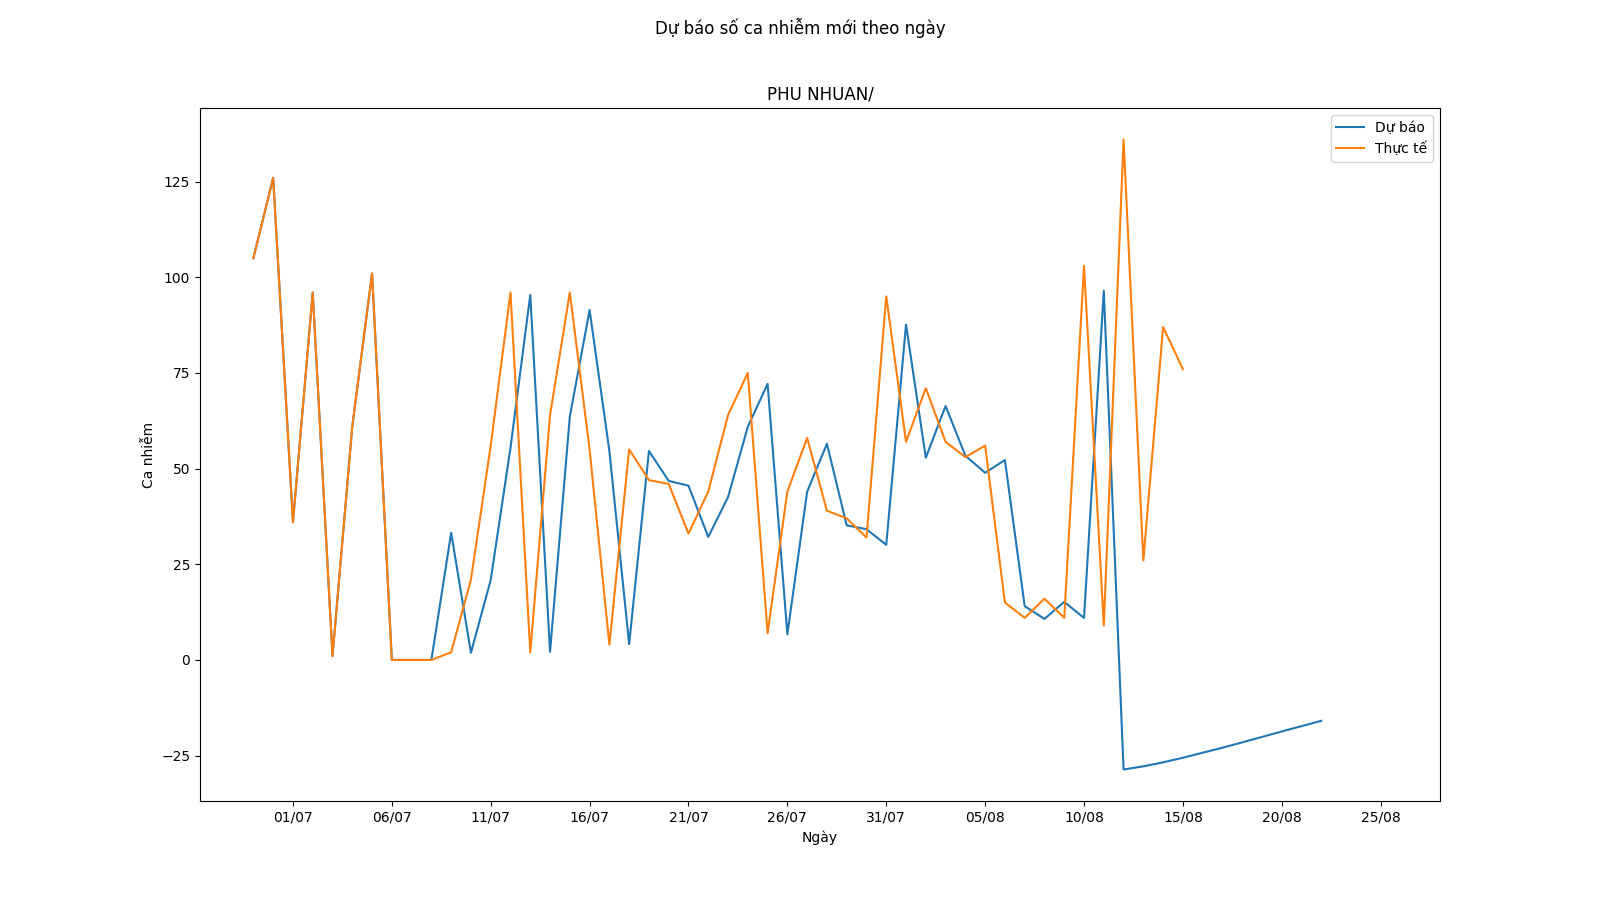 Dự báo số ca nhiễm mới theo ngày
PHU NHUAN/
Dự báo
Thực tế
Ca nhiễm
125
100
75
50
25
0
−25
01/07 06/07 11/07 16/07 21/07 26/07 31/07 05/08 10/08 15/08 20/08 25/08
Ngày